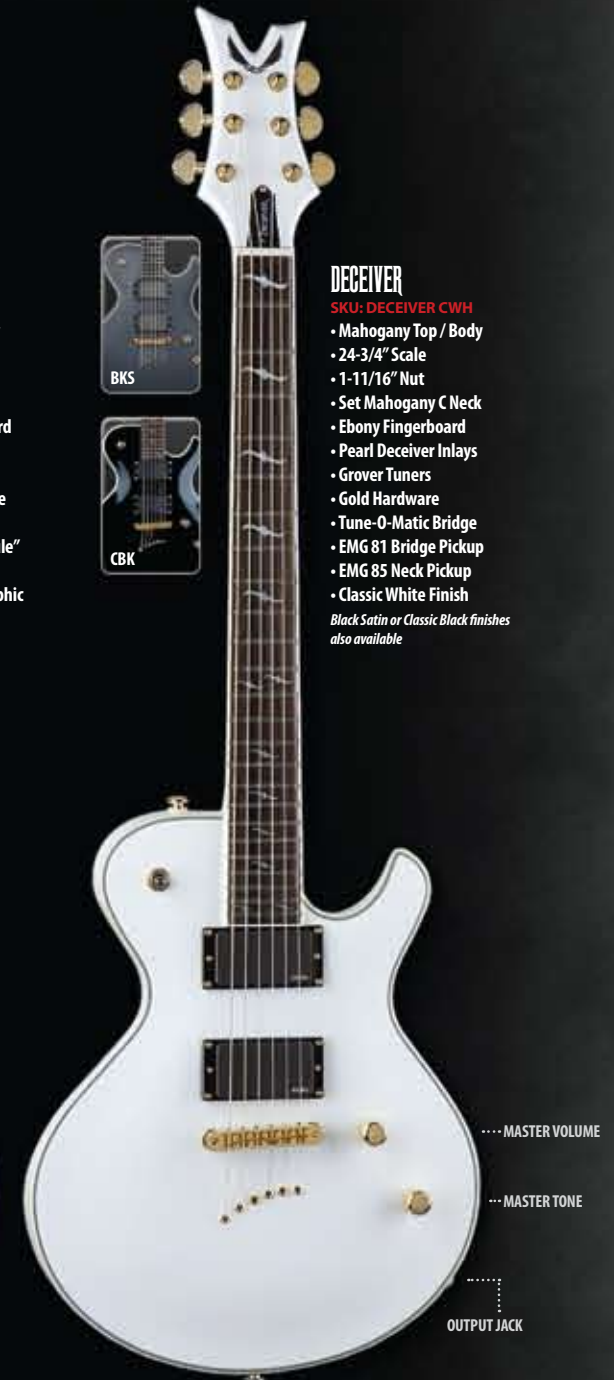 rd
e
le”
phic
BKS
CBK
DECEIVER
SKU: DECEIVER CWH
• Mahogany Top / Body
• 24-3/4” Scale
• 1-11/16” Nut
• Set Mahogany C Neck
• Ebony Fingerboard
• Pearl Deceiver Inlays
• Grover Tuners
• Gold Hardware
• Tune-O-Matic Bridge
• EMG 81 Bridge Pickup
• EMG 85 Neck Pickup
• Classic White Finish
Black Satin or Classic Black finishes
also available
MASTER VOLUME
MASTER TONE
OUTPUT JACK